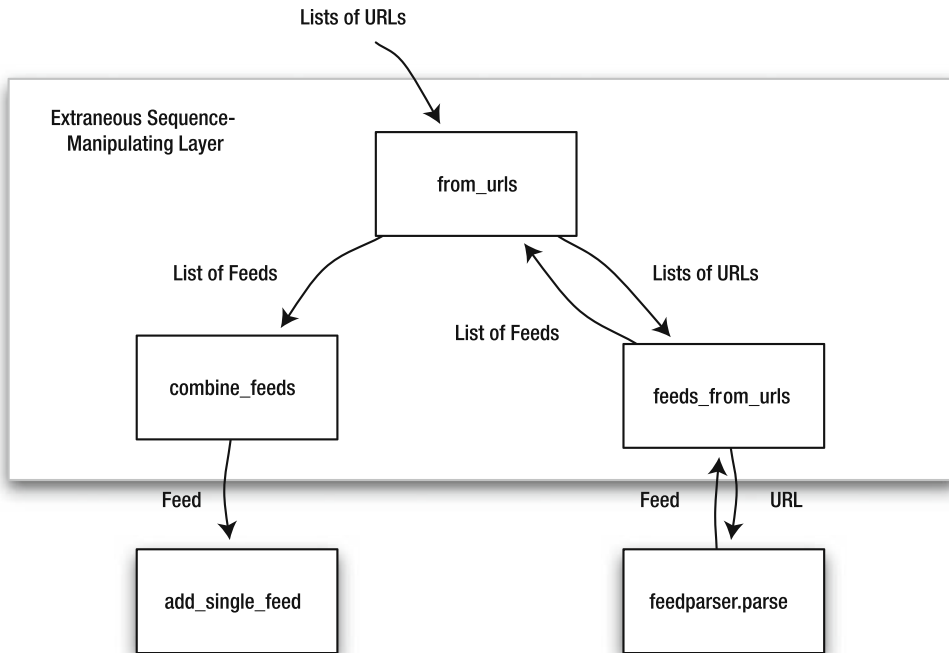 Lists of URLs
Extraneous Sequence-
Manipulating Layer
from_urls
List of Feeds
Lists of URLs
List of Feeds
combine_feeds
feeds_from_urls
Feed
Feed
URL
add_single_feed
feedparser.parse